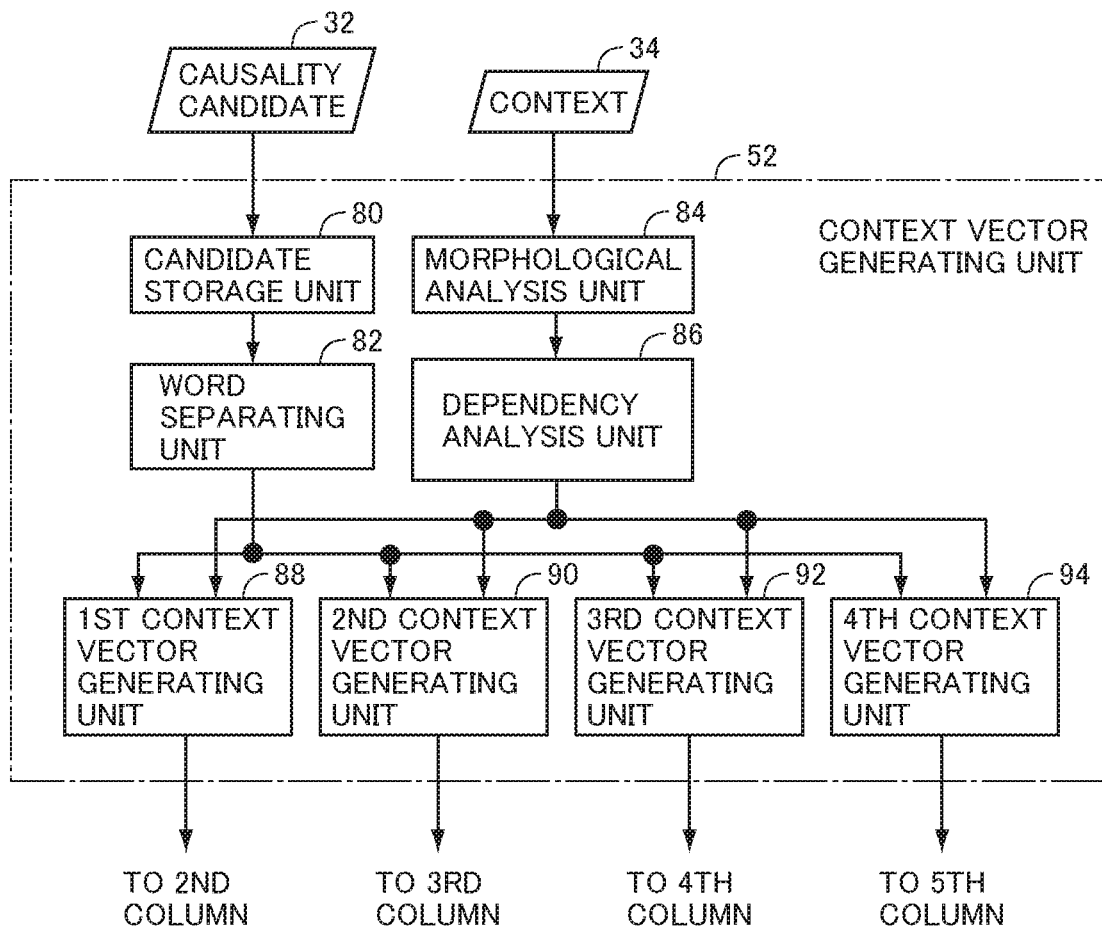 32
CAUSALITY
CANDIDATE
34
CONTEXT
52
CONTEXT VECTOR
GENERATING UNIT
80
CANDIDATE
STORAGE UNIT
84
MORPHOLOGICAL
ANALYSIS UNIT
82
WORD
SEPARATING
UNIT
86
DEPENDENCY
ANALYSIS UNIT
88
1ST CONTEXT
VECTOR
GENERATING
UNIT
90
2ND CONTEXT
VECTOR
GENERATING
UNIT
92
3RD CONTEXT
VECTOR
GENERATING
UNIT
94
4TH CONTEXT
VECTOR
GENERATING
UNIT
TO 2ND
COLUMN
TO 3RD
COLUMN
TO 4TH
COLUMN
TO 5TH
COLUMN